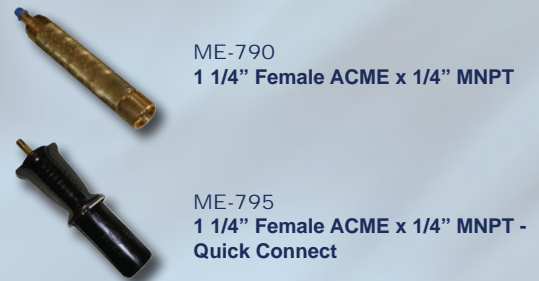 ME-790
1 1/4” Female ACME x 1/4” MNPT
ME-795
1 1/4” Female ACME x 1/4” MNPT -
Quick Connect